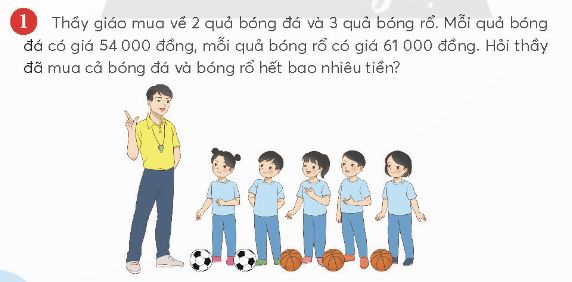 1 Thầy giáo mua về 2 quả bóng đá và 3 quả bóng rổ. Mỗi quả bóng
đá có giá 54 000 đồng, mỗi quả bóng rổ có giá 61 000 đồng. Hỏi thầy
đã mua cả bóng đá và bóng rổ hết bao nhiêu tiền?